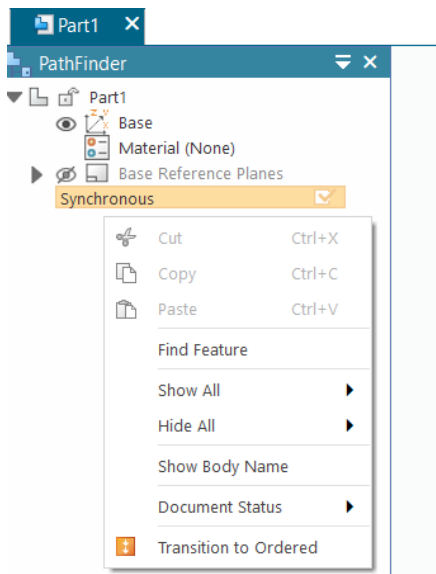 Part1
PathFinder
Part1
Base
Material (None)
Base Reference Planes
Synchronous
Cut Ctrl+X
Copy Ctrl+C
Paste Ctrl+V
Find Feature
Show All
Hide All
Show Body Name
Document Status
Transition to Ordered